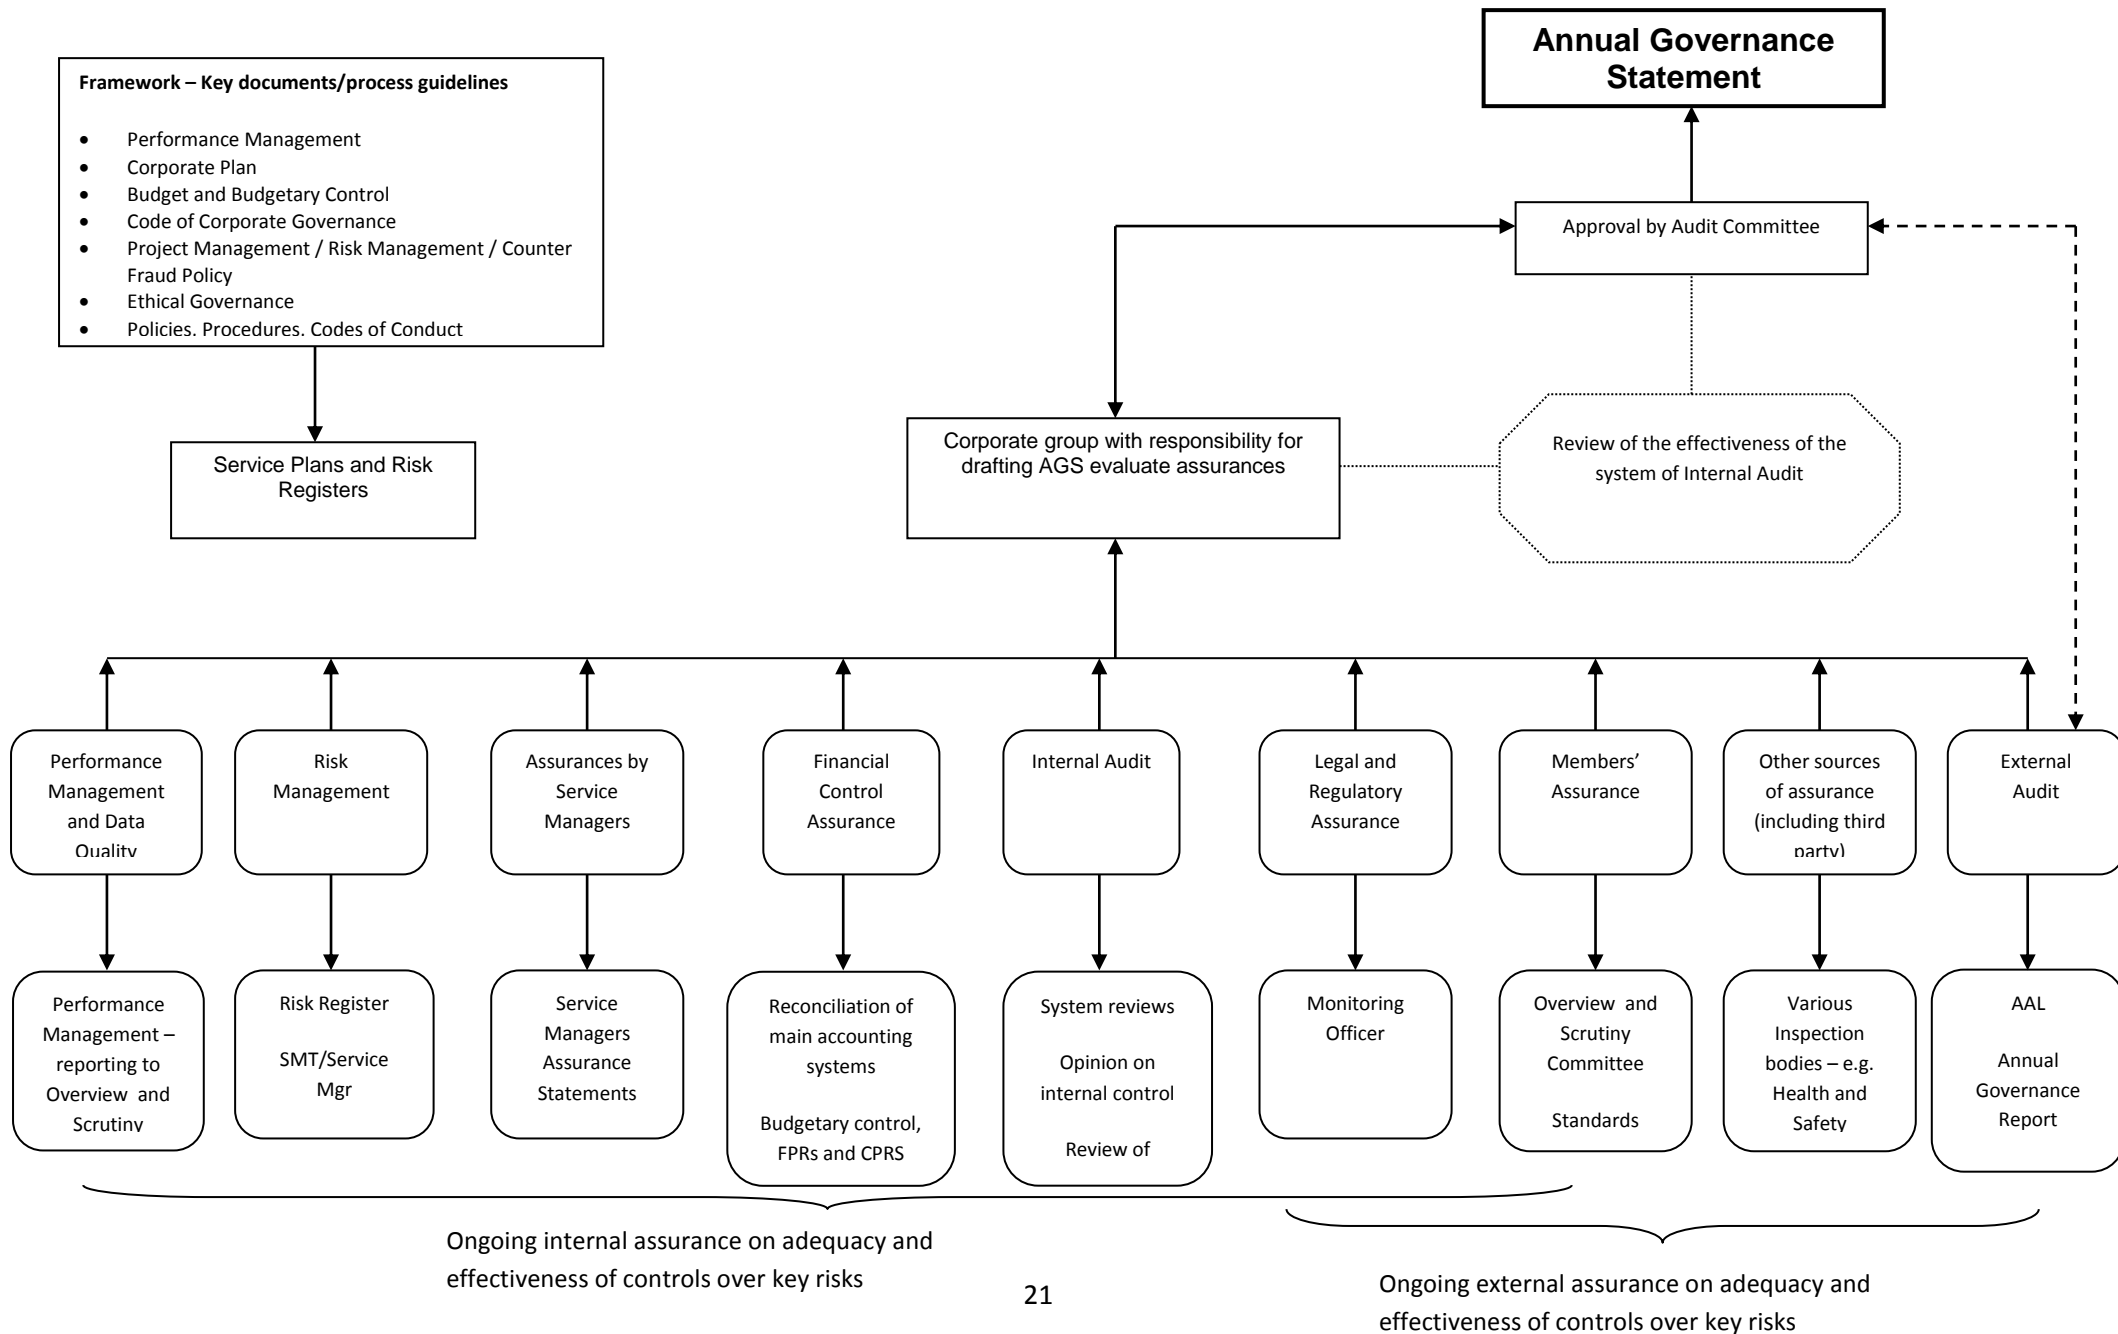 Annual Governance
Statement
Framework – Key documents/process guidelines
• Performance Management
• Corporate Plan
• Budget and Budgetary Control
• Code of Corporate Governance
• Project Management / Risk Management / Counter
Fraud Policy
• Ethical Governance
• Policies. Procedures. Codes of Conduct
Approval by Audit Committee
Service Plans and Risk
Registers
Corporate group with responsibility for
drafting AGS evaluate assurances
Review of the effectiveness of the
system of Internal Audit
Performance
Management
and Data
Quality
Risk
Management
Assurances by
Service
Managers
Financial
Control
Assurance
Internal Audit
Legal and
Regulatory
Assurance
Members’
Assurance
Other sources
of assurance
(including third
party)
External
Audit
Performance
Management –
reporting to
Overview and
Scrutiny
Risk Register
SMT/Service
Mgr
Service
Managers
Assurance
Statements
Reconciliation of
main accounting
systems
Budgetary control,
FPRs and CPRS
System reviews
Opinion on
internal control
Review of
Monitoring
Officer
Overview and
Scrutiny
Committee
Standards
Various
Inspection
bodies – e.g.
Health and
Safety
AAL
Annual
Governance
Report
Ongoing internal assurance on adequacy and
effectiveness of controls over key risks
21
Ongoing external assurance on adequacy and
effectiveness of controls over key risks